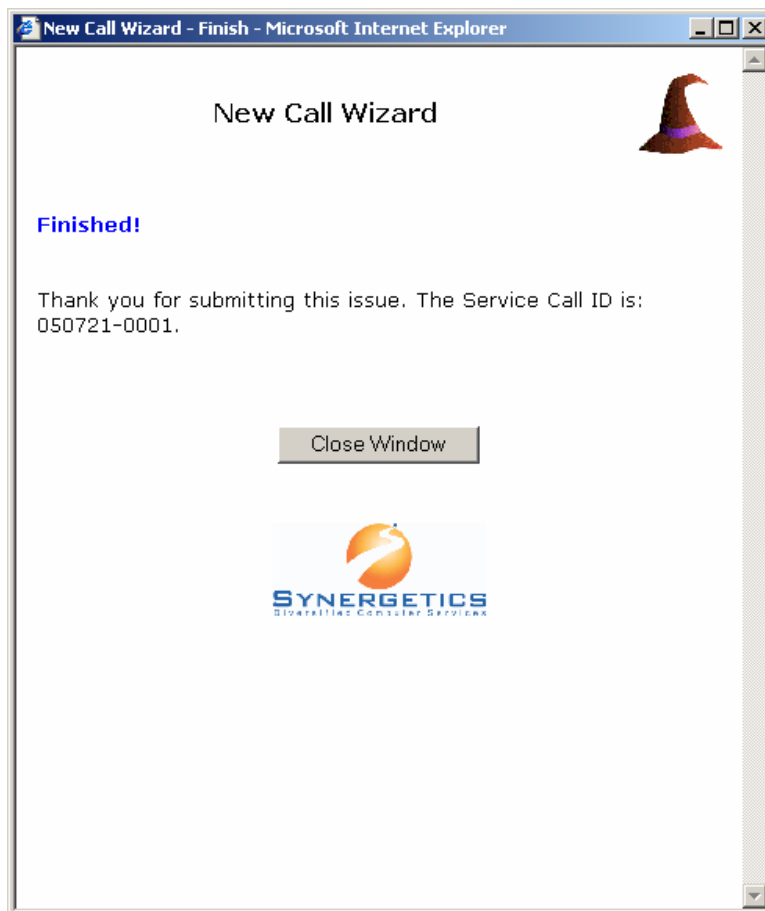 New Call Wizard - Finish - Microsoft Internet Explorer
New Call Wizard
Finished!
Thank you for submitting this issue. The Service Call ID is:
050721-0001.
Close Window
SYNERGETICS
Diversified Computer Services